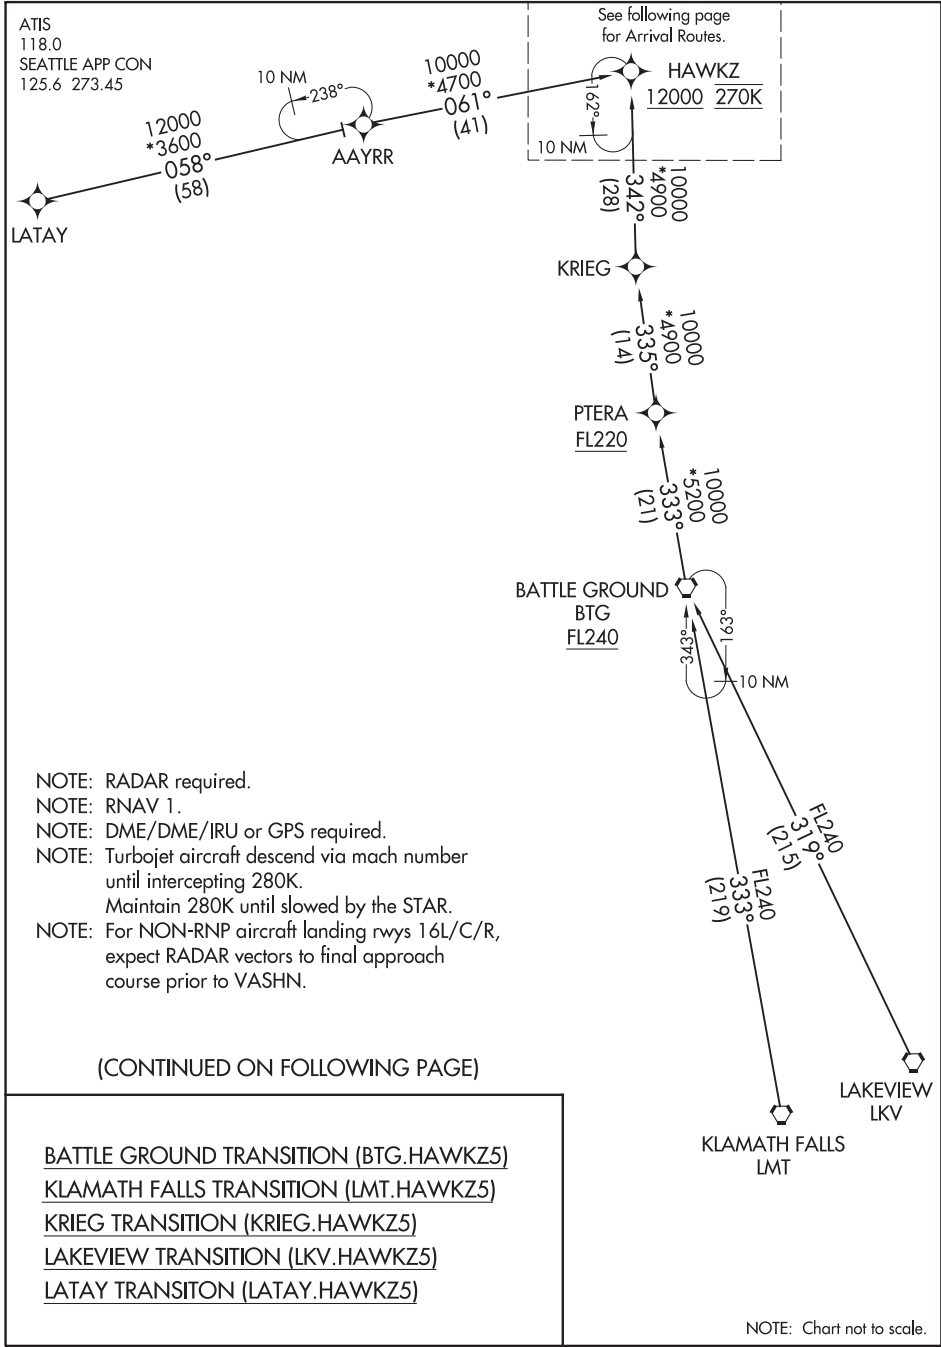 ATIS
118.0
SEATTLE APP CON
125.6 273.45
See following page
for Arrival Routes.
HAWKZ
12000 270K
162°
10 NM
10 NM
238°
10000
*4700
061°
(41)
AAYRR
12000
*3600
058°
(58)
LATAY
10000
*4900
342°
(28)
KRIEG
10000
*4900
335°
(14)
PTERA
FL220
10000
*5200
333°
(21)
BATTLE GROUND
BTG
FL240
343°
163°
10 NM
FL240
319°
(215)
FL240
333°
(219)
LAKEVIEW
LKV
KLAMATH FALLS
LMT
NOTE: RADAR required.
NOTE: RNAV 1.
NOTE: DME/DME/IRU or GPS required.
NOTE: Turbojet aircraft descend via mach number
until intercepting 280K.
Maintain 280K until slowed by the STAR.
NOTE: For NON-RNP aircraft landing rwys 16L/C/R,
expect RADAR vectors to final approach
course prior to VASHN.
(CONTINUED ON FOLLOWING PAGE)
BATTLE GROUND TRANSITION (BTG.HAWKZ5)
KLAMATH FALLS TRANSITION (LMT.HAWKZ5)
KRIEG TRANSITION (KRIEG.HAWKZ5)
LAKEVIEW TRANSITION (LKV.HAWKZ5)
LATAY TRANSITON (LATAY.HAWKZ5)
NOTE: Chart not to scale.